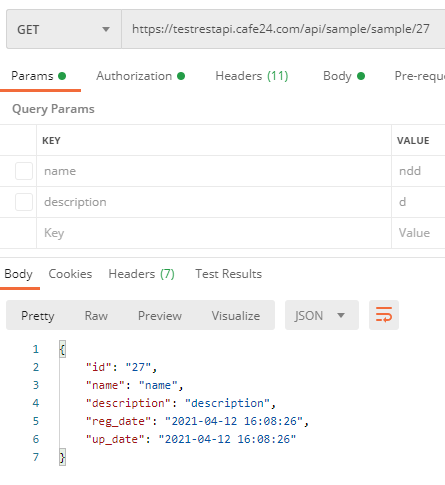 GET https://testrestapi.cafe24.com/api/sample/sample/27
Params Authorization Headers (11) Body
Query Params
KEY VALUE
name ndd
description d
Key Value
Body Cookies Headers (7) Test Results
Pretty Raw Preview Visualize JSON
1 {
2 "id": "27",
3 "name": "name",
4 "description": "description",
5 "reg_date": "2021-04-12 16:08:26",
6 "up_date": "2021-04-12 16:08:26"
7 }